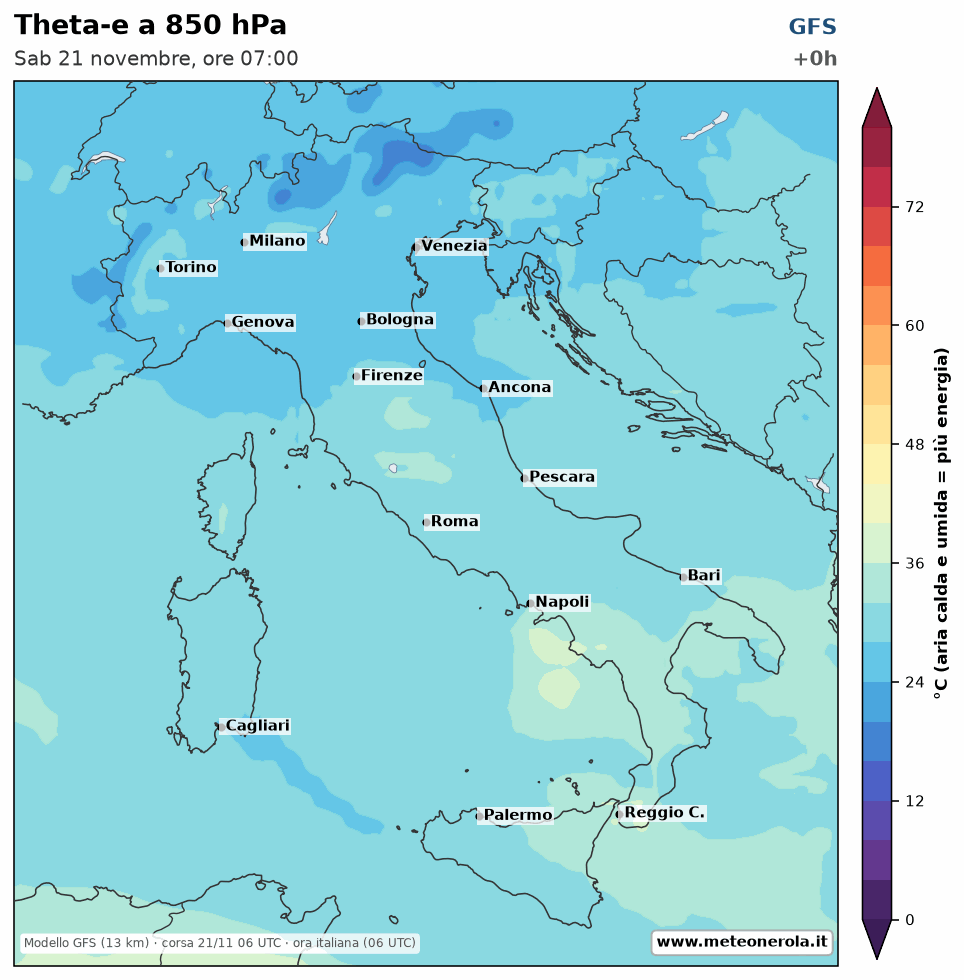 Theta-e a 850 hPa
GFS
Sab 21 novembre, ore 07:00
+0h
Milano
Venezia
Torino
Genova
Bologna
Firenze
Ancona
Pescara
Roma
Bari
Napoli
Cagliari
Palermo
Reggio C.
72
60
48
36
24
12
0
°C (aria calda e umida = più energia)
Modello GFS (13 km) · corsa 21/11 06 UTC · ora italiana (06 UTC)
www.meteonerola.it